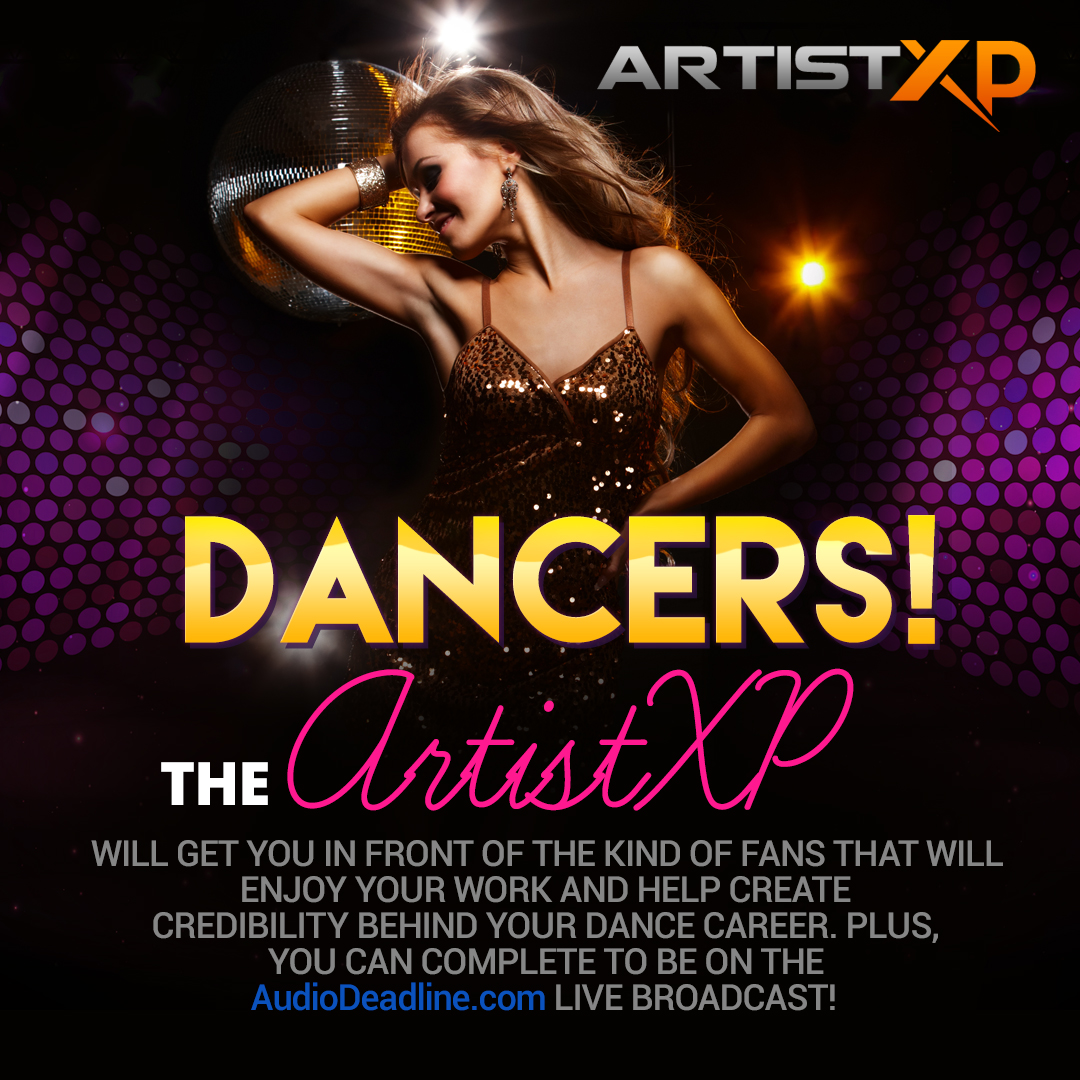 ARTISTXP
DANCERS!
THE ArtistXP
WILL GET YOU IN FRONT OF THE KIND OF FANS THAT WILL
ENJOY YOUR WORK AND HELP CREATE
CREDIBILITY BEHIND YOUR DANCE CAREER. PLUS,
YOU CAN COMPLETE TO BE ON THE
AudioDeadline.com LIVE BROADCAST!